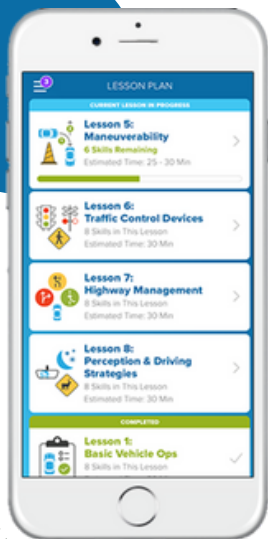 3
LESSON PLAN
CURRENT LESSON IN PROGRESS
Lesson 5:
Maneuverability
6 Skills Remaining
Estimated Time: 25 - 30 Min
Lesson 6:
Traffic Control Devices
8 Skills in This Lesson
Estimated Time: 30 Min
Lesson 7:
Highway Management
8 Skills in This Lesson
Estimated Time: 30 Min
Lesson 8:
Perception & Driving
Strategies
8 Skills in This Lesson
Estimated Time: 30 Min
COMPLETED
Lesson 1:
Basic Vehicle Ops
8 Skills in This Lesson